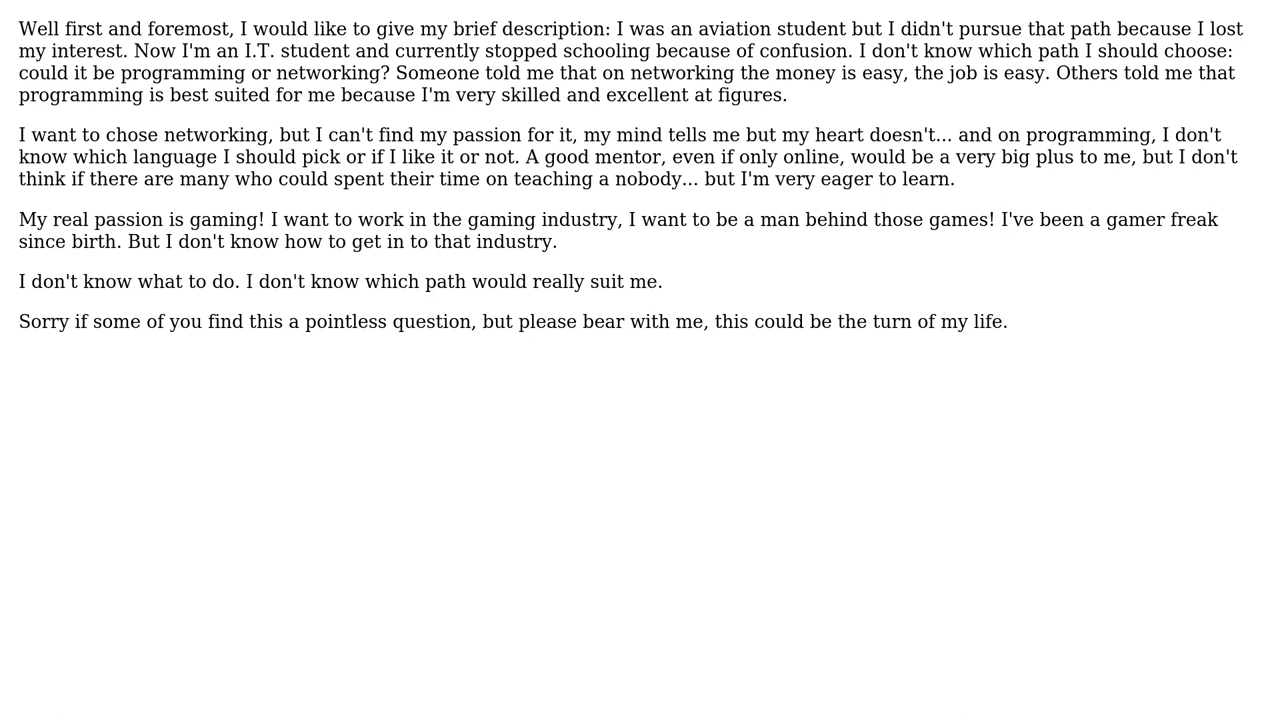 Well first and foremost, I would like to give my brief description: I was an aviation student but I didn't pursue that path because I lost
my interest. Now I'm an I.T. student and currently stopped schooling because of confusion. I don't know which path I should choose:
could it be programming or networking? Someone told me that on networking the money is easy, the job is easy. Others told me that
programming is best suited for me because I'm very skilled and excellent at figures.
I want to chose networking, but I can't find my passion for it, my mind tells me but my heart doesn't... and on programming, I don't
know which language I should pick or if I like it or not. A good mentor, even if only online, would be a very big plus to me, but I don't
think if there are many who could spent their time on teaching a nobody... but I'm very eager to learn.
My real passion is gaming! I want to work in the gaming industry, I want to be a man behind those games! I've been a gamer freak
since birth. But I don't know how to get in to that industry.
I don't know what to do. I don't know which path would really suit me.
Sorry if some of you find this a pointless question, but please bear with me, this could be the turn of my life.